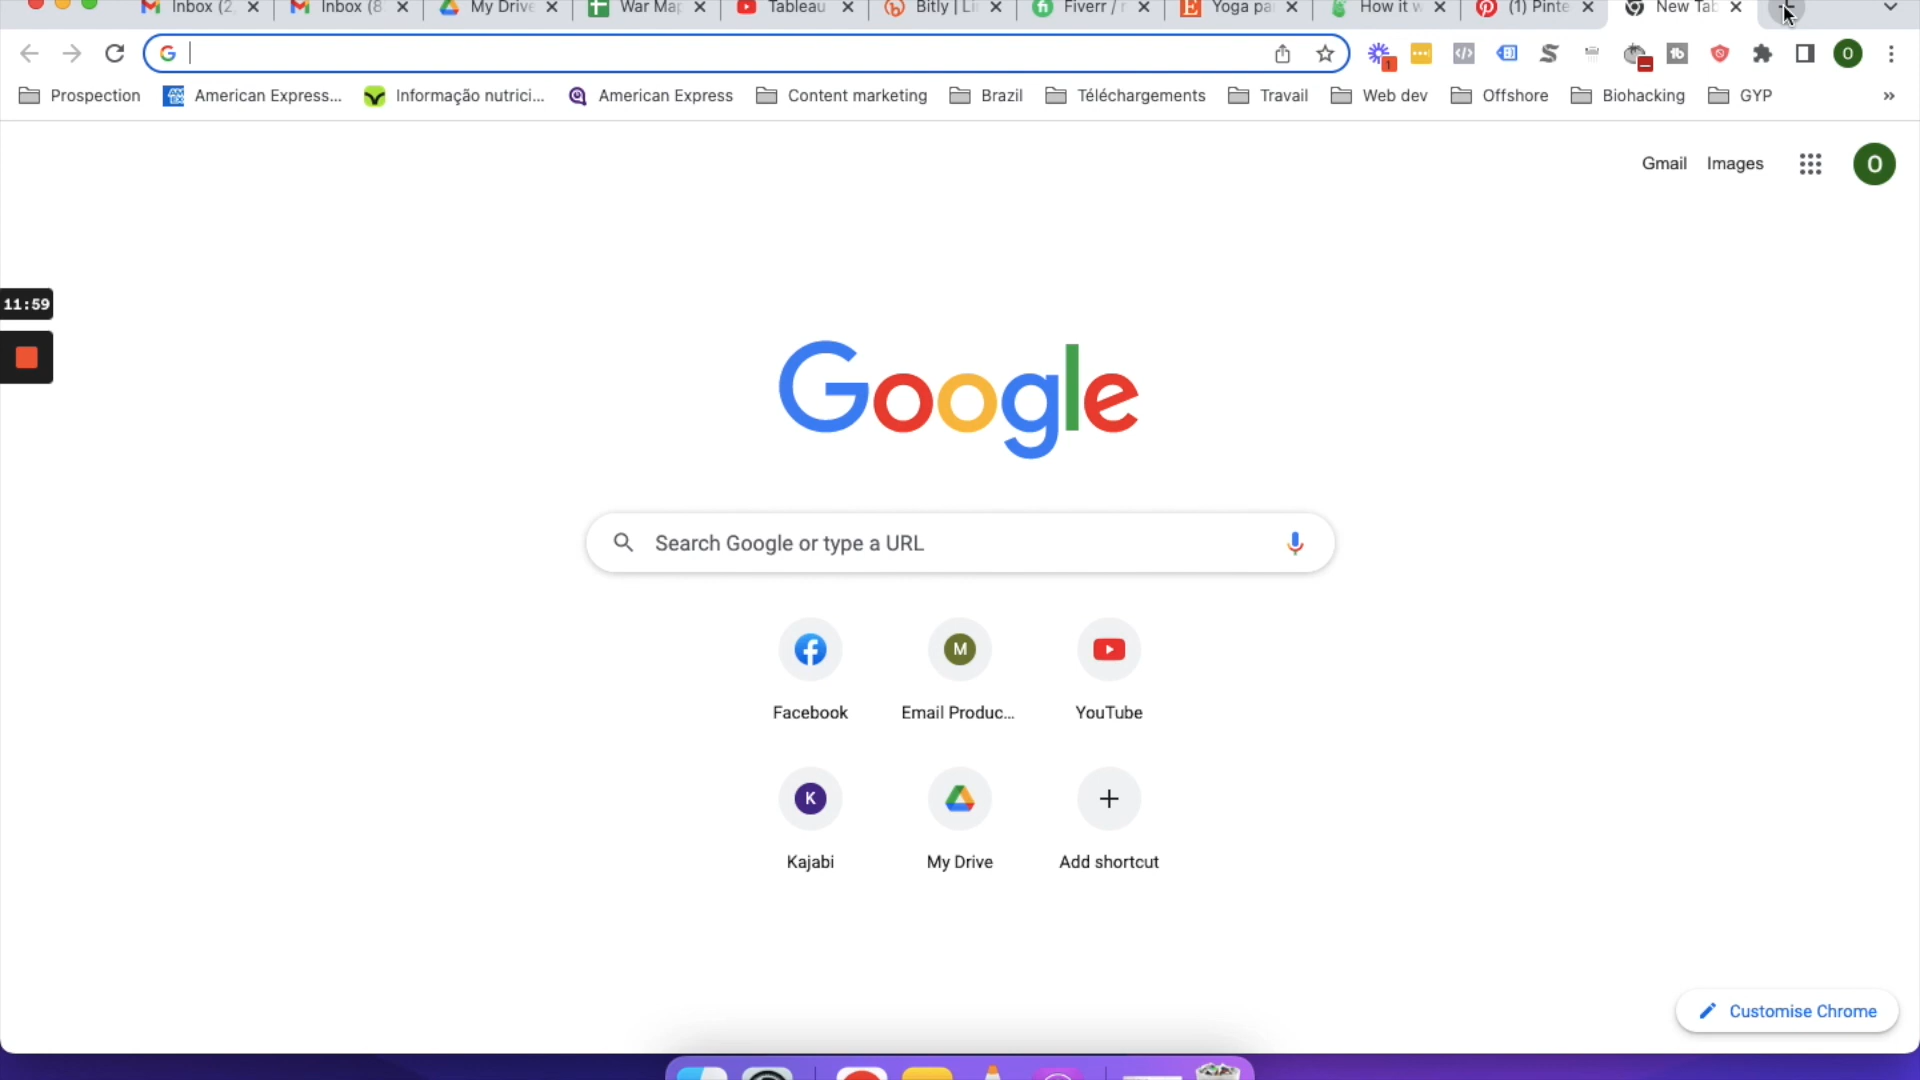 Inbox (2, Inbox (8: My Drive War Map Tableau Bitly | Li Fiverr / Yoga pa How it w (1) Pinte New Tab
Prospection American Express... Informação nutrici... American Express Content marketing Brazil Téléchargements Travail Web dev Offshore Biohacking GYP »
Gmail Images O
11:59
Google
Search Google or type a URL
Facebook Email Produc... YouTube
Kajabi My Drive Add shortcut
Customise Chrome